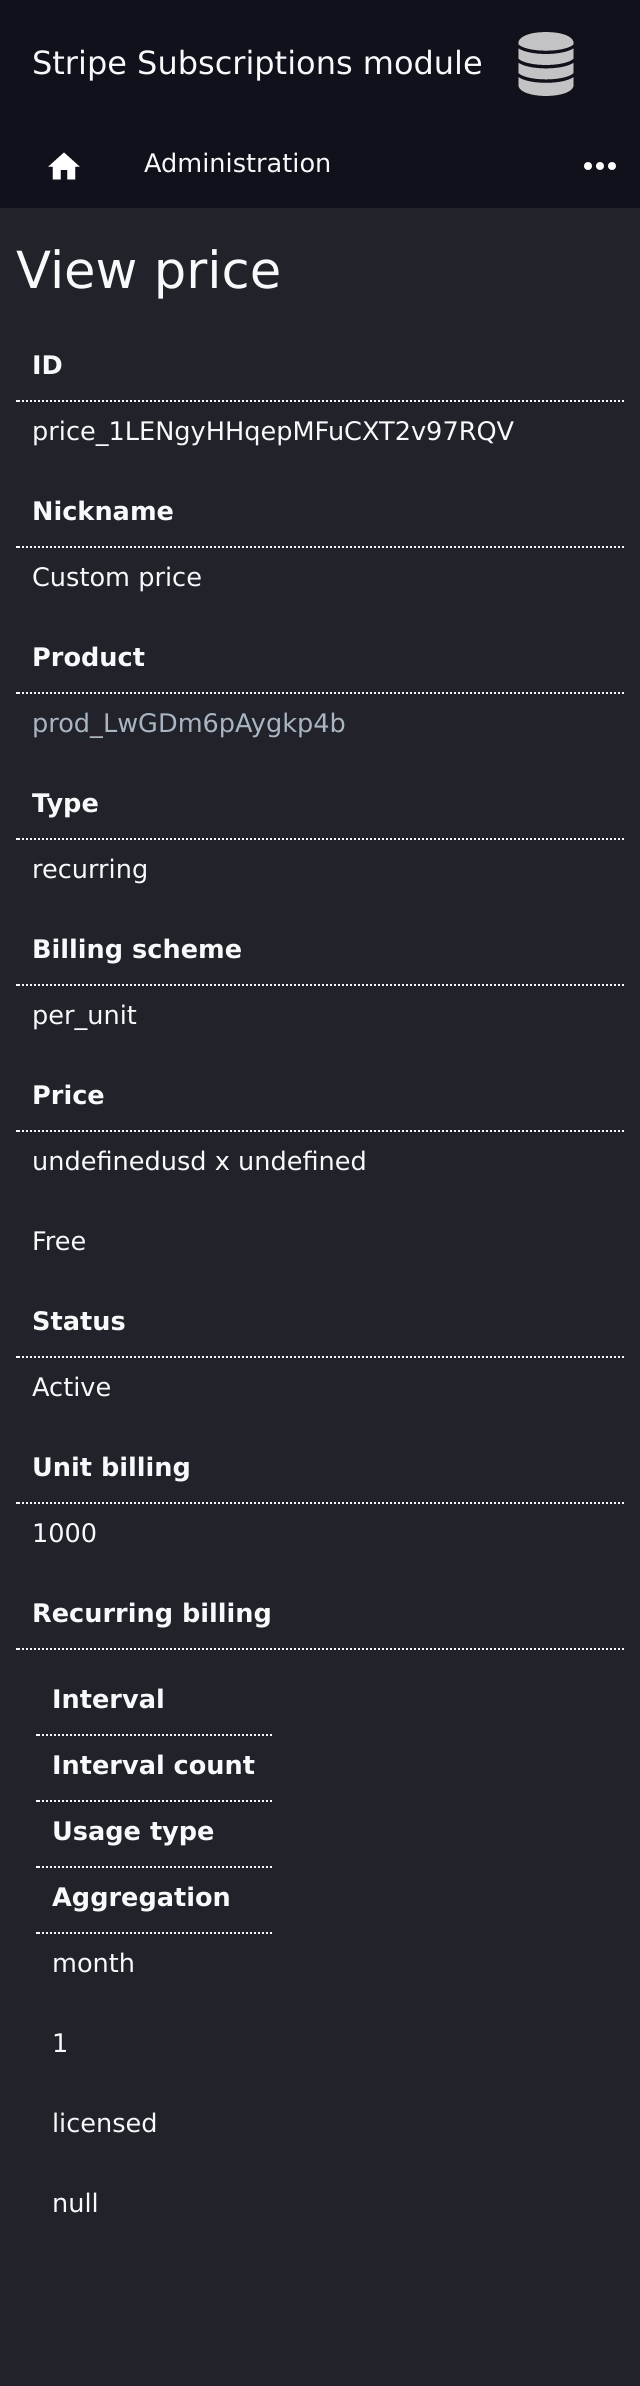 Stripe Subscriptions module
Administration
View price
ID
price_1LENgyHHqepMFuCXT2v97RQV
Nickname
Custom price
Product
prod_LwGDm6pAygkp4b
Type
recurring
Billing scheme
per_unit
Price
undefinedusd x undefined
Free
Status
Active
Unit billing
1000
Recurring billing
Interval
Interval count
Usage type
Aggregation
month
1
licensed
null